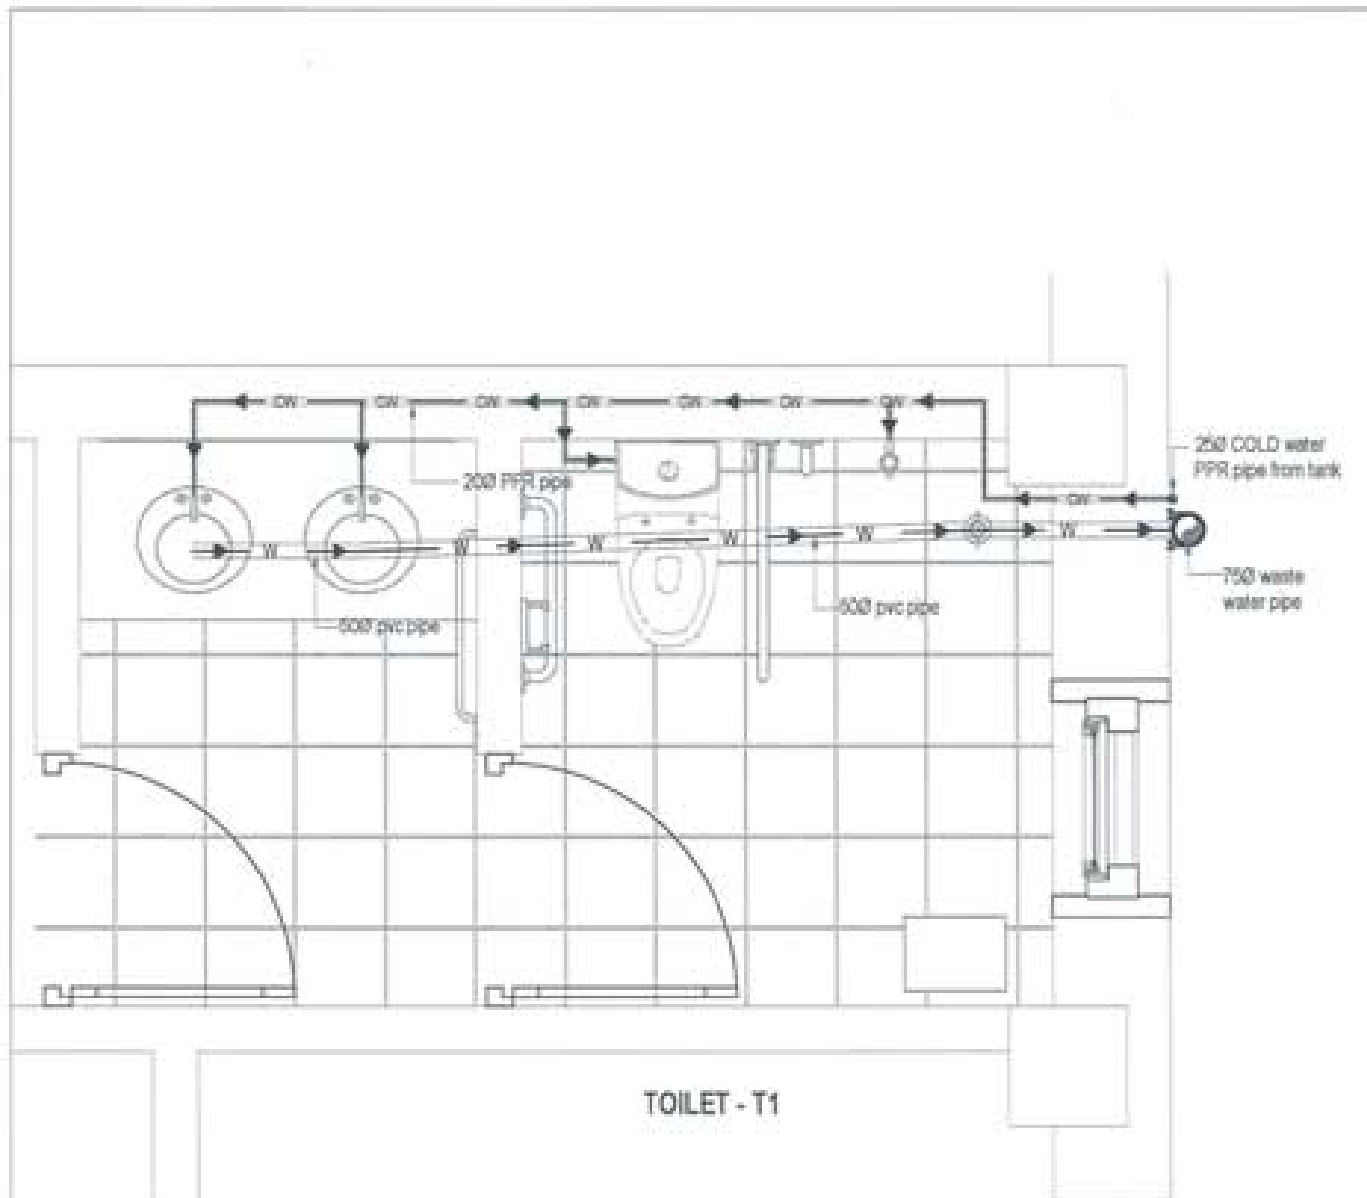 CW CW CW CW CW CW CW
25Ø COLD water
PPR pipe from tank
20Ø PPR pipe
CW
W W W W W W
75Ø waste
water pipe
50Ø pvc pipe
50Ø pvc pipe
TOILET - T1